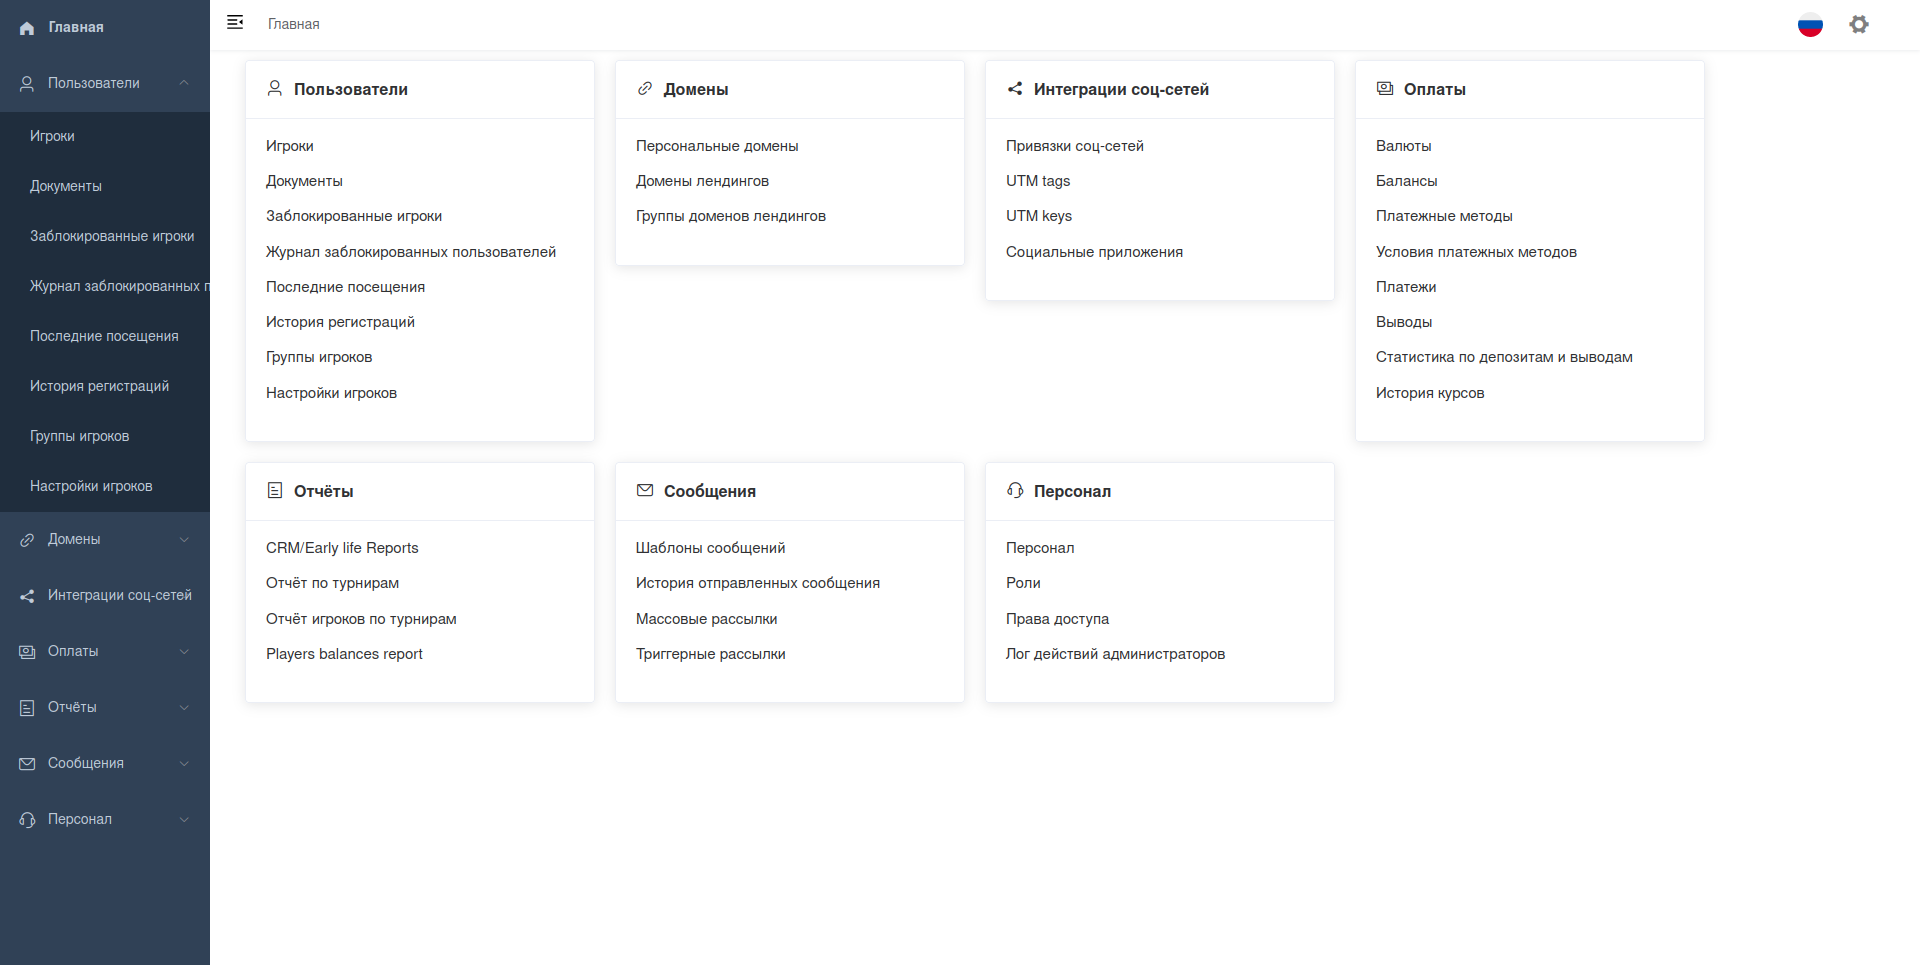 Главная
Пользователи
Игроки
Документы
Заблокированные игроки
Журнал заблокированных п
Последние посещения
История регистраций
Группы игроков
Настройки игроков
Домены
Интеграции соц-сетей
Оплаты
Отчёты
Сообщения
Персонал
Главная
Пользователи
Игроки
Документы
Заблокированные игроки
Журнал заблокированных пользователей
Последние посещения
История регистраций
Группы игроков
Настройки игроков
Домены
Персональные домены
Домены лендингов
Группы доменов лендингов
Интеграции соц-сетей
Привязки соц-сетей
UTM tags
UTM keys
Социальные приложения
Оплаты
Валюты
Балансы
Платежные методы
Условия платежных методов
Платежи
Выводы
Статистика по депозитам и выводам
История курсов
Отчёты
CRM/Early life Reports
Отчёт по турнирам
Отчёт игроков по турнирам
Players balances report
Сообщения
Шаблоны сообщений
История отправленных сообщения
Массовые рассылки
Триггерные рассылки
Персонал
Персонал
Роли
Права доступа
Лог действий администраторов